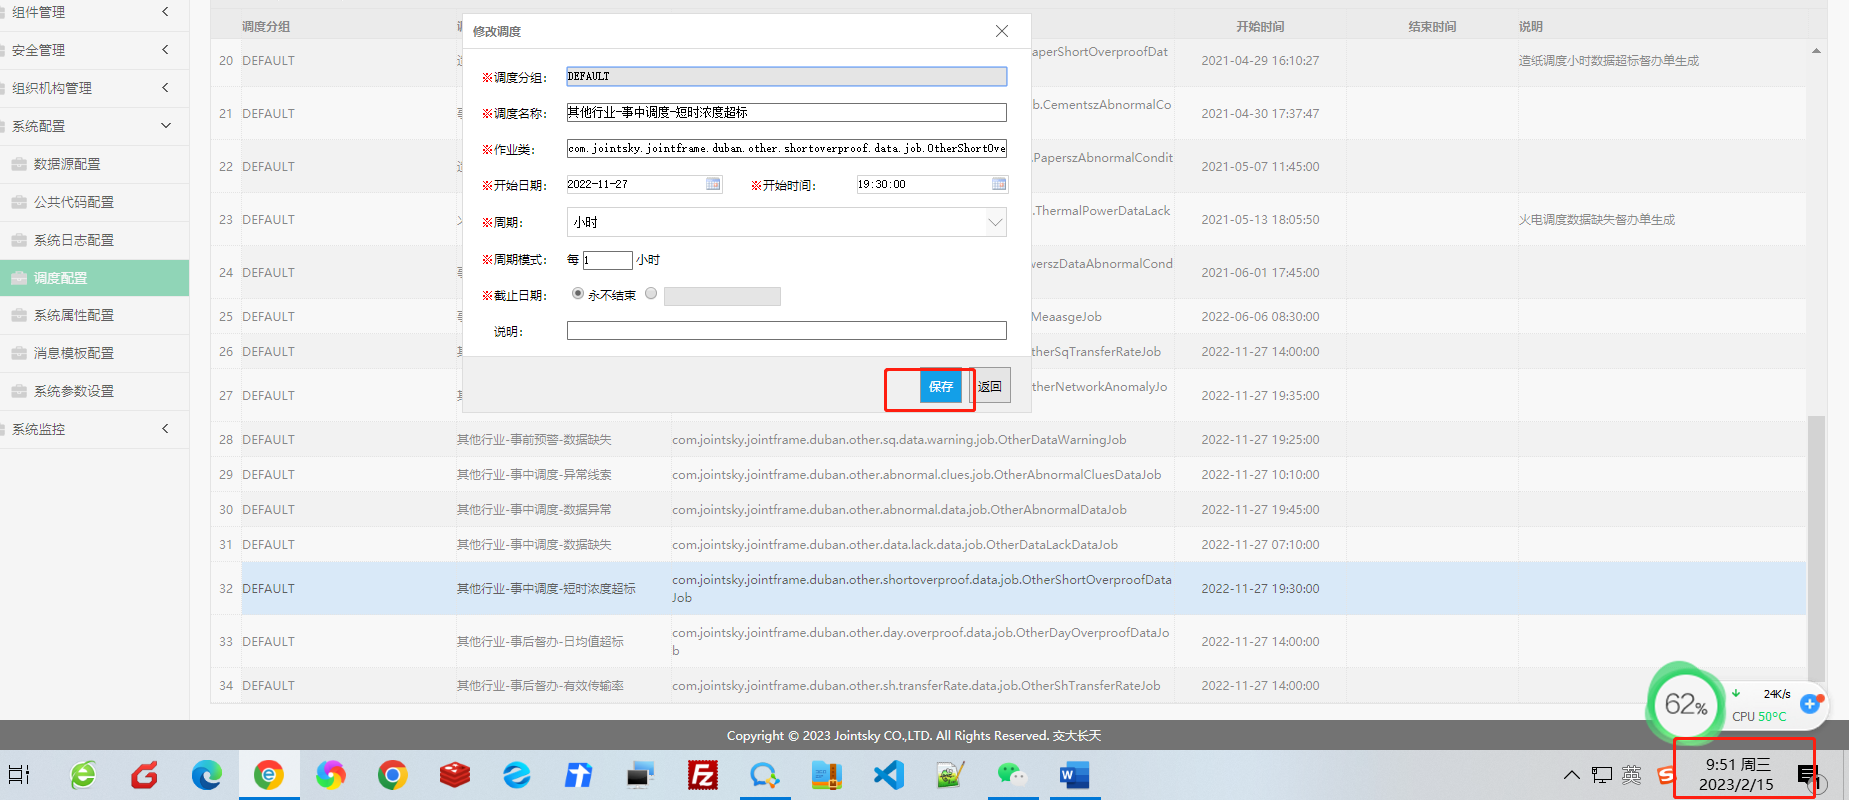 组件管理
安全管理
组织机构管理
系统配置
数据源配置
公共代码配置
系统日志配置
调度配置
系统属性配置
消息模板配置
系统参数设置
系统监控
调度分组 开始时间 结束时间 说明
20 DEFAULT aperShortOverproofDat 2021-04-29 16:10:27 造纸调度小时数据超标督办单生成
21 DEFAULT b.CementszAbnormalCo 2021-04-30 17:37:47
22 DEFAULT .PaperszAbnormalCondit 2021-05-07 11:45:00
23 DEFAULT .ThermalPowerDataLack 2021-05-13 18:05:50 火电调度数据缺失督办单生成
24 DEFAULT werszDataAbnormalCond 2021-06-01 17:45:00
25 DEFAULT MeaasgeJob 2022-06-06 08:30:00
26 DEFAULT therSqTransferRateJob 2022-11-27 14:00:00
27 DEFAULT therNetworkAnomalyJo 2022-11-27 19:35:00
28 DEFAULT 其他行业-事前预警-数据缺失 com.jointsky.jointframe.duban.other.sq.data.warning.job.OtherDataWarningJob 2022-11-27 19:25:00
29 DEFAULT 其他行业-事中调度-异常线索 com.jointsky.jointframe.duban.other.abnormal.clues.job.OtherAbnormalCluesDataJob 2022-11-27 10:10:00
30 DEFAULT 其他行业-事中调度-数据异常 com.jointsky.jointframe.duban.other.abnormal.data.job.OtherAbnormalDataJob 2022-11-27 19:45:00
31 DEFAULT 其他行业-事中调度-数据缺失 com.jointsky.jointframe.duban.other.data.lack.data.job.OtherDataLackDataJob 2022-11-27 07:10:00
32 DEFAULT 其他行业-事中调度-短时浓度超标 com.jointsky.jointframe.duban.other.shortoverproof.data.job.OtherShortOverproofData
Job 2022-11-27 19:30:00
33 DEFAULT 其他行业-事后督办-日均值超标 com.jointsky.jointframe.duban.other.day.overproof.data.job.OtherDayOverproofDataJo
b 2022-11-27 14:00:00
34 DEFAULT 其他行业-事后督办-有效传输率 com.jointsky.jointframe.duban.other.sh.transferRate.data.job.OtherShTransferRateJob 2022-11-27 14:00:00
修改调度
※调度分组: DEFAULT
※调度名称: 其他行业-事中调度-短时浓度超标
※作业类: com.jointsky.jointframe.duban.other.shortoverproof.data.job.OtherShortOve
※开始日期: 2022-11-27 ※开始时间: 19:30:00
※周期: 小时
※周期模式: 每 1 小时
※截止日期: 永不结束
说明:
保存 返回
Copyright © 2023 Jointsky CO.,LTD. All Rights Reserved. 交大长天
62% 24K/s
CPU 50°C
英
9:51 周三
2023/2/15
1